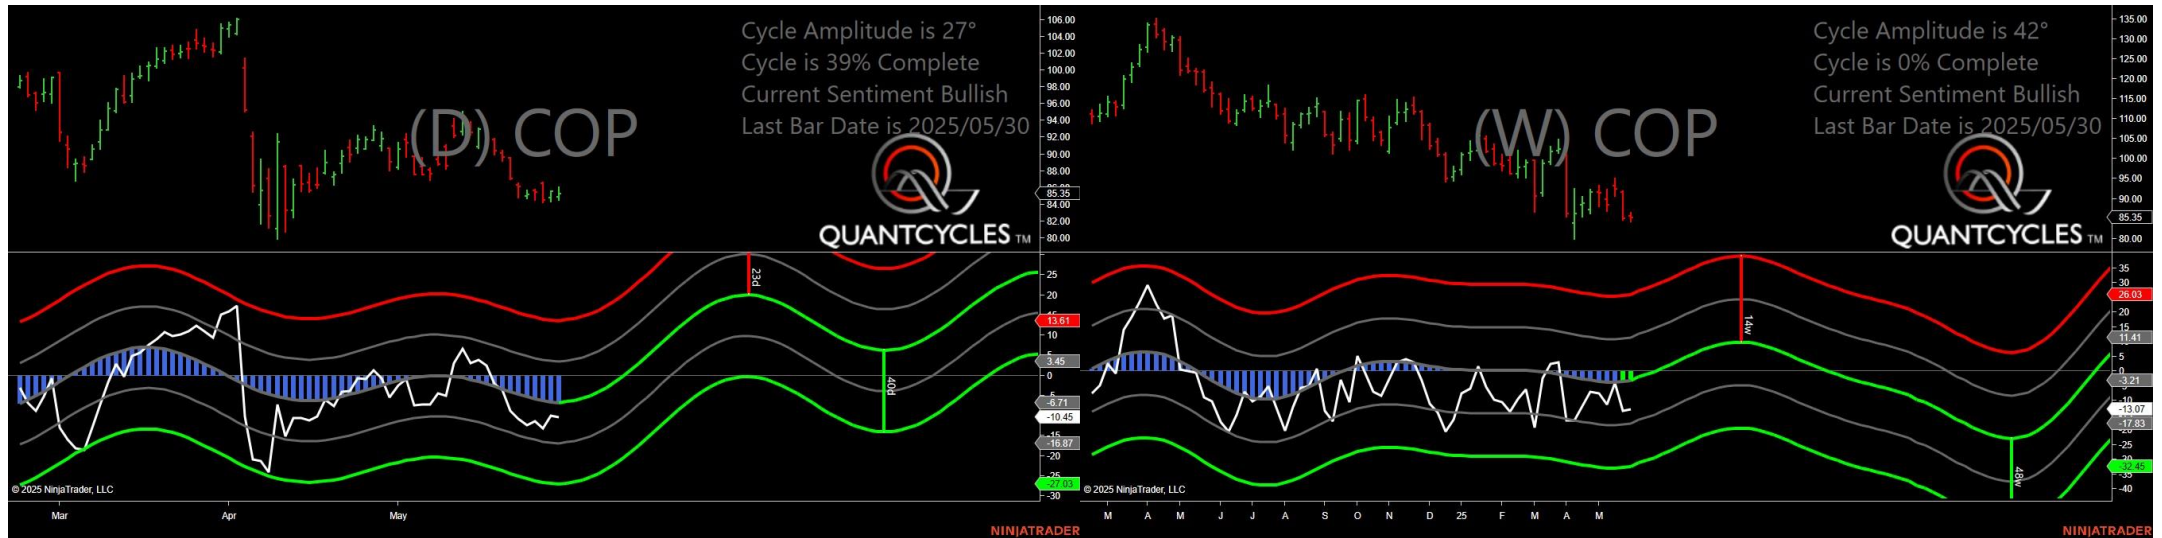 Cycle Amplitude is 27°
Cycle is 39% Complete
Current Sentiment Bullish
Last Bar Date is 2025/05/30
(D) COP
QUANTCYCLES TM
106.00
104.00
102.00
100.00
98.00
96.00
94.00
92.00
90.00
88.00
85.35
84.00
82.00
80.00
23d
40d
25
20
13.61
10
3.45
0
-6.71
-10.45
-16.87
-20
-27.03
-30
© 2025 NinjaTrader, LLC
Mar Apr May
NINJATRADER
Cycle Amplitude is 42°
Cycle is 0% Complete
Current Sentiment Bullish
Last Bar Date is 2025/05/30
(W) COP
QUANTCYCLES TM
135.00
130.00
125.00
120.00
115.00
110.00
105.00
100.00
95.00
90.00
85.35
80.00
14w
48w
35
30
26.03
20
15
11.41
5
0
-3.21
-13.07
-17.83
-25
-32.45
-40
© 2025 NinjaTrader, LLC
M A M J J A S O N D 25 F M A M
NINJATRADER